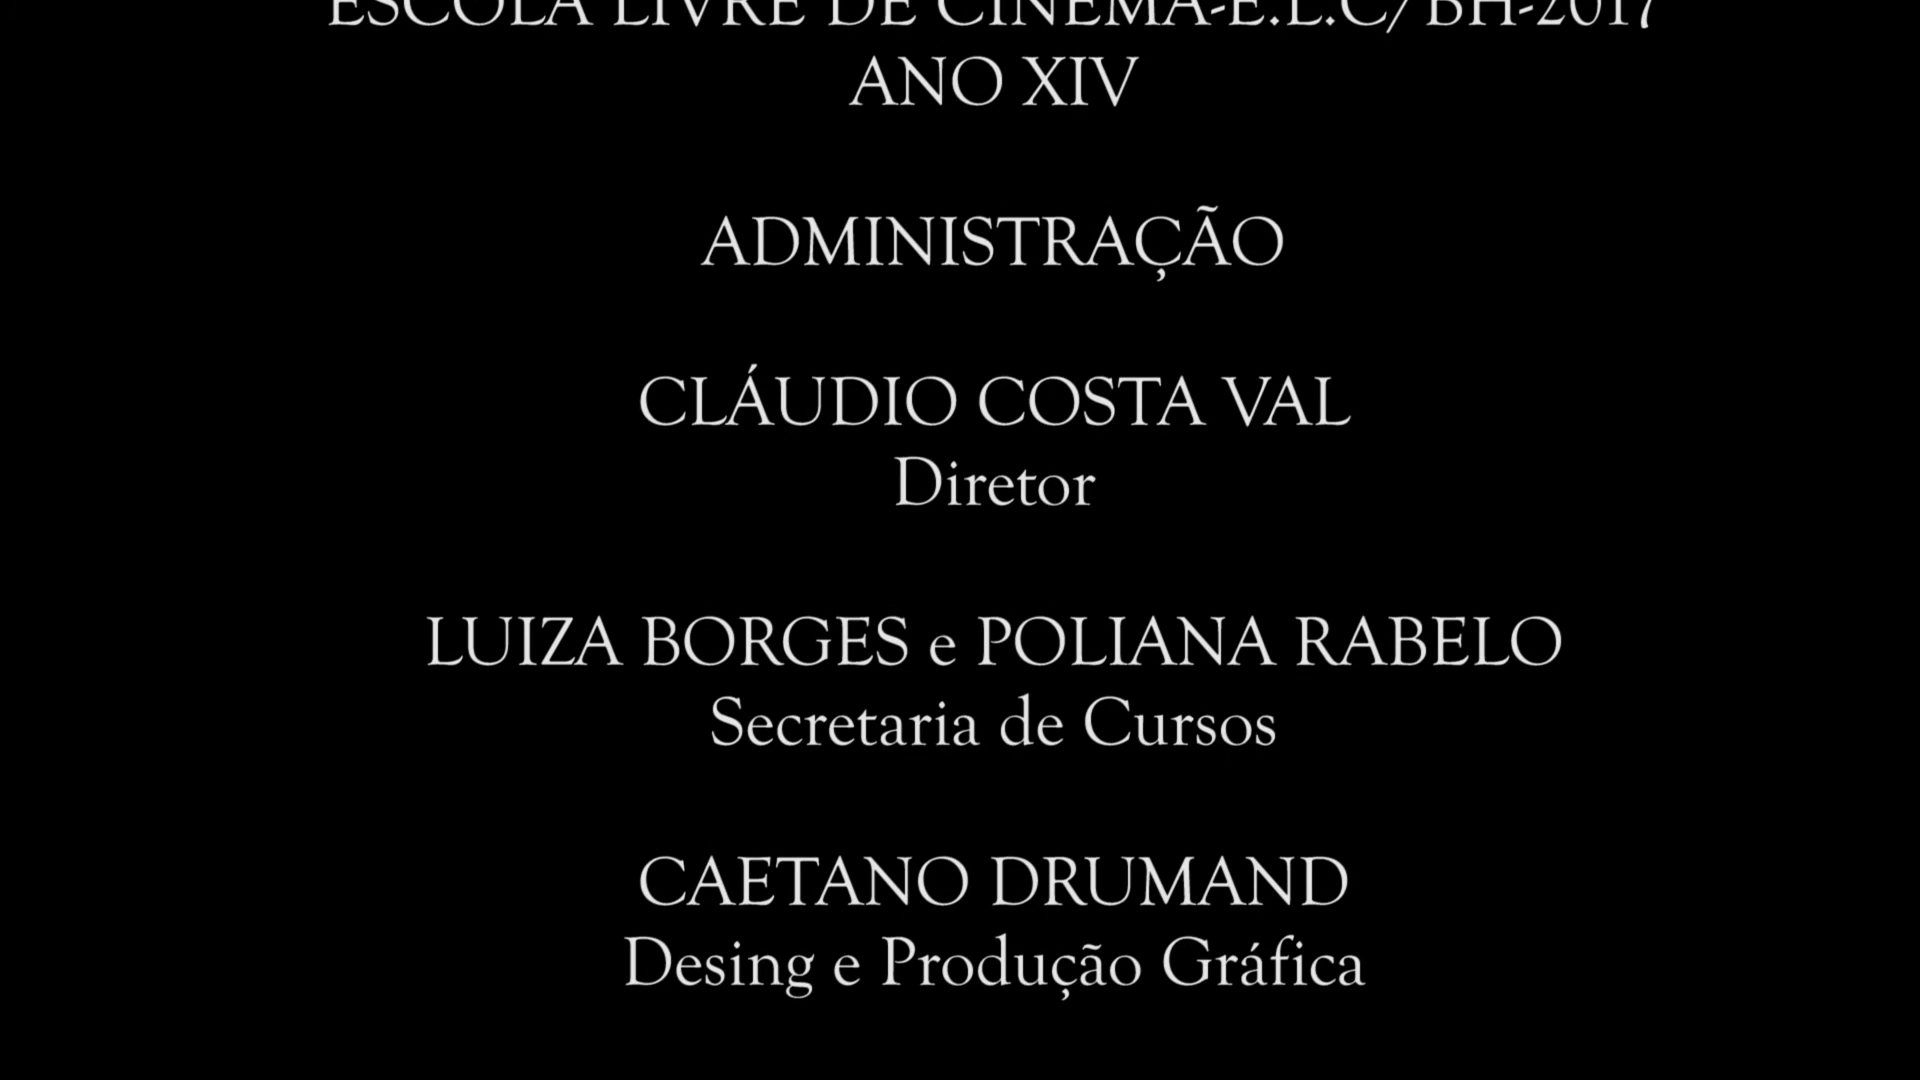 ESCOLA LIVRE DE CINEMA-E.L.C/BH-2017
ANO XIV
ADMINISTRAÇÃO
CLÁUDIO COSTA VAL
Diretor
LUIZA BORGES e POLIANA RABELO
Secretaria de Cursos
CAETANO DRUMAND
Desing e Produção Gráfica